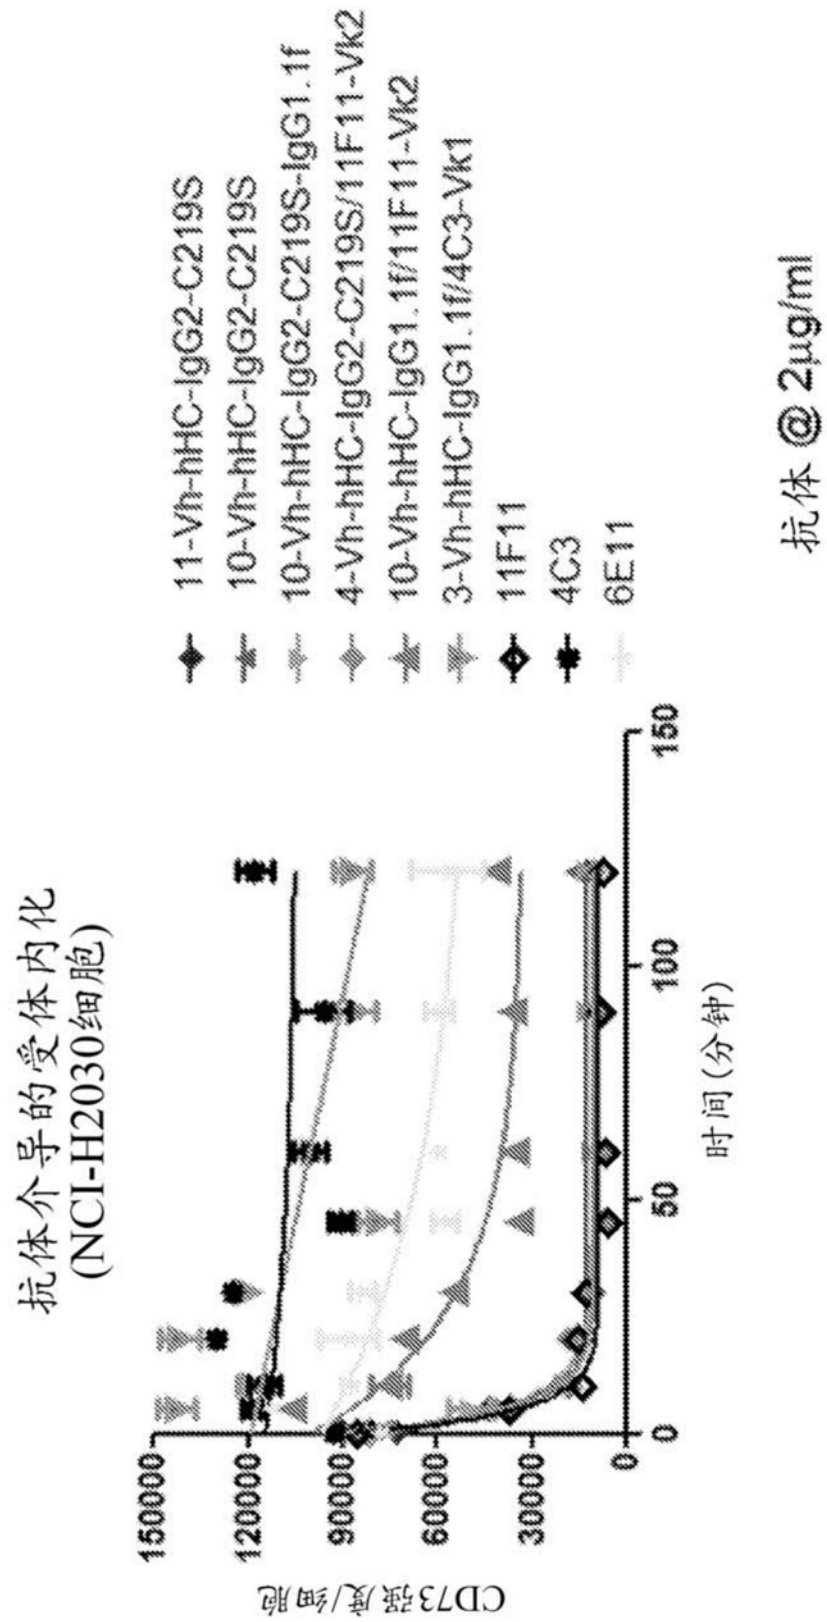 抗体介导的受体内化
(NCI-H2030细胞)
CD73强度/细胞
150000
120000
90000
60000
30000
0
0
50
100
150
时间(分钟)
11-Vh-hHC-IgG2-C219S
10-Vh-hHC-IgG2-C219S
10-Vh-hHC-IgG2-C219S-IgG1.1f
4-Vh-hHC-IgG2-C219S/11F11-Vk2
10-Vh-hHC-IgG1.1f/11F11-Vk2
3-Vh-hHC-IgG1.1f/4C3-Vk1
11F11
4C3
6E11
抗体 @ 2μg/ml